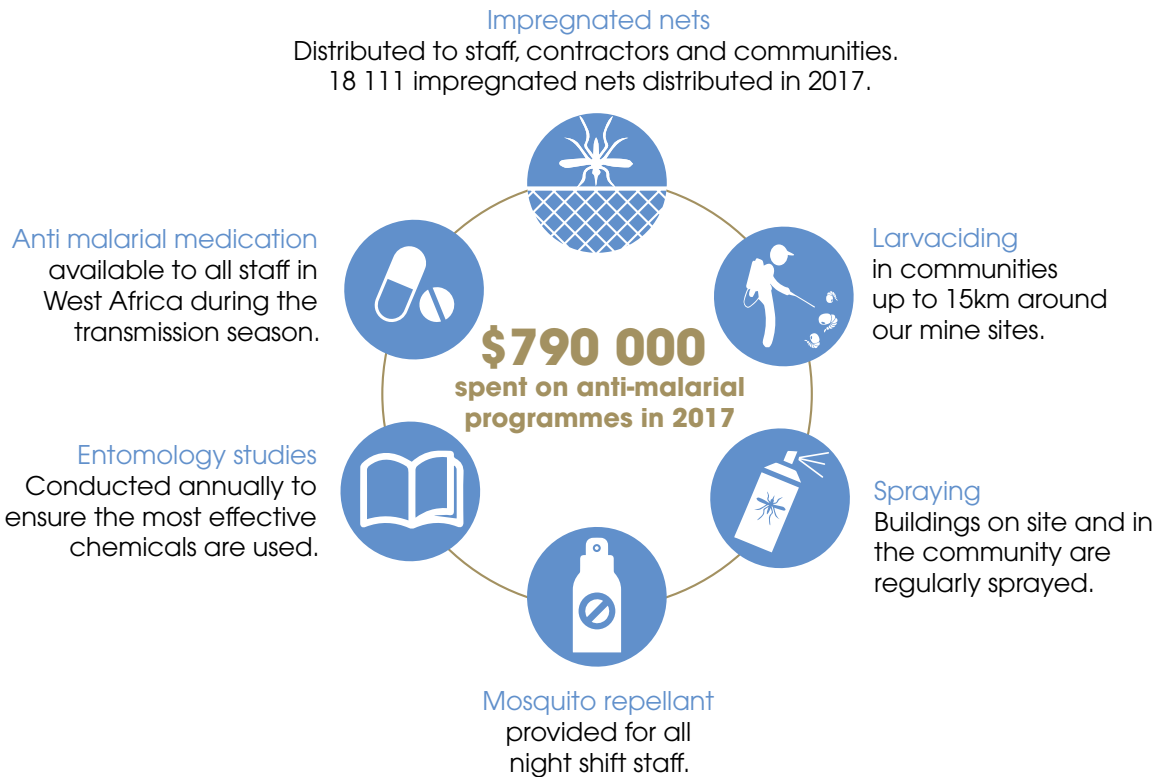 Impregnated nets
Distributed to staff, contractors and communities.
18 111 impregnated nets distributed in 2017.
Anti malarial medication
available to all staff in
West Africa during the
transmission season.
Larvaciding
in communities
up to 15km around
our mine sites.
$790 000
spent on anti-malarial
programmes in 2017
Entomology studies
Conducted annually to
ensure the most effective
chemicals are used.
Spraying
Buildings on site and in
the community are
regularly sprayed.
Mosquito repellant
provided for all
night shift staff.